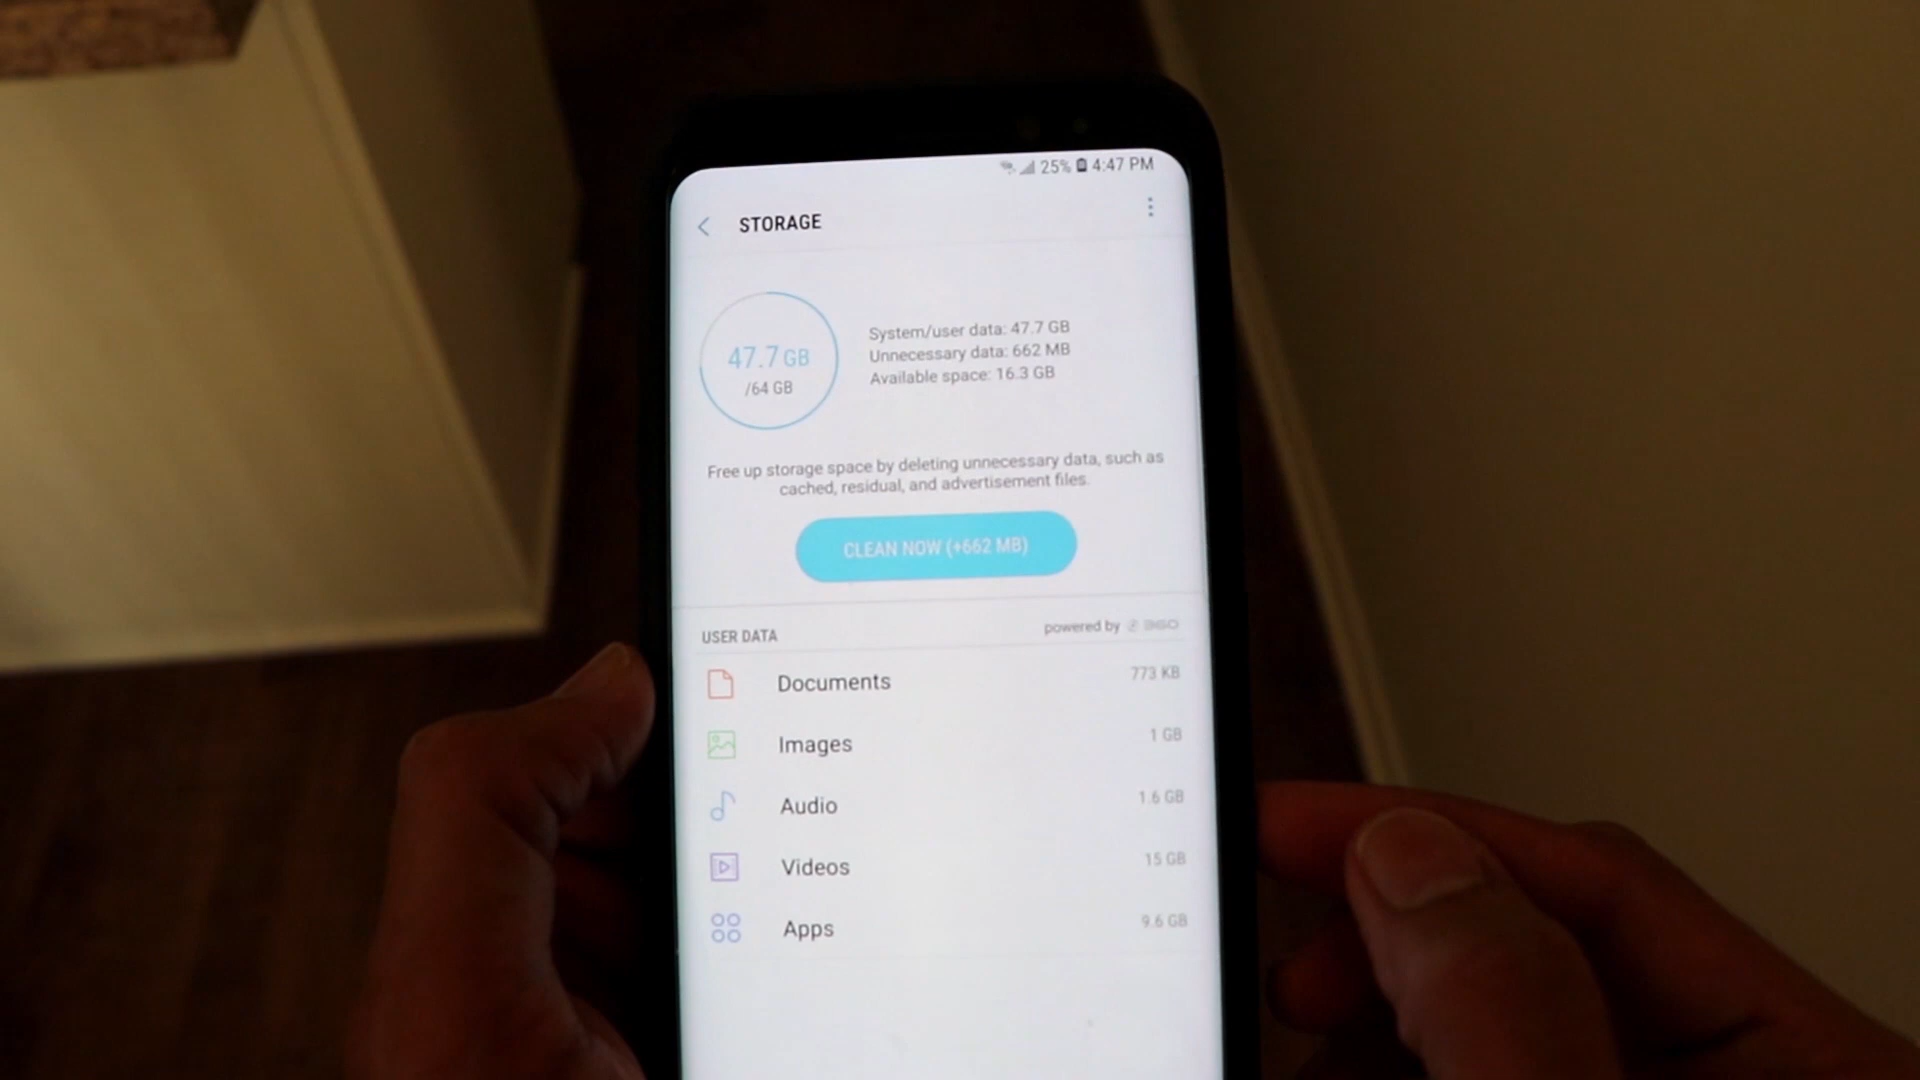 25% 4:47 PM
STORAGE
47.7 GB
/64 GB
System/user data: 47.7 GB
Unnecessary data: 662 MB
Available space: 16.3 GB
Free up storage space by deleting unnecessary data, such as
cached, residual, and advertisement files.
CLEAN NOW (+662 MB)
USER DATA
powered by 360
Documents 773 KB
Images 1 GB
Audio 1.6 GB
Videos 15 GB
Apps 9.6 GB